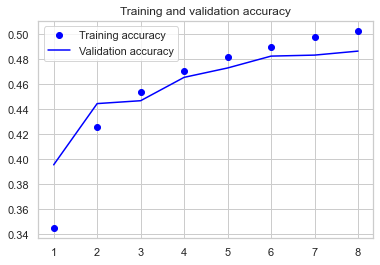 Training and validation accuracy
Training accuracy
Validation accuracy
0.50
0.48
0.46
0.44
0.42
0.40
0.38
0.36
0.34
1 2 3 4 5 6 7 8